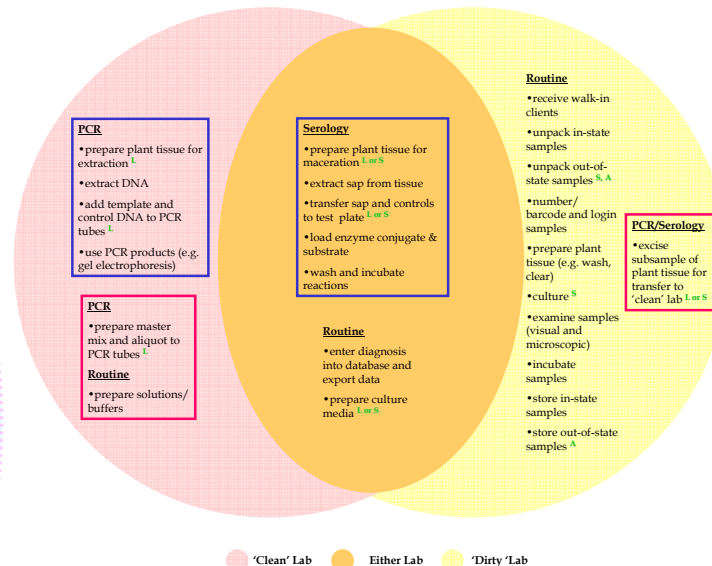 PCR
•prepare plant tissue for
extraction L
•extract DNA
•add template and
control DNA to PCR
tubes L
•use PCR products (e.g.
gel electrophoresis)
PCR
•prepare master
mix and aliquot to
PCR tubes L
Routine
•prepare solutions/
buffers
Serology
•prepare plant tissue for
maceration L or S
•extract sap from tissue
•transfer sap and controls
to test plate L or S
•load enzyme conjugate &
substrate
•wash and incubate
reactions
Routine
•enter diagnosis
into database and
export data
•prepare culture
media L or S
Routine
•receive walk-in
clients
•unpack in-state
samples
•unpack out-of-
state samples S, A
•number/
barcode and login
samples
•prepare plant
tissue (e.g. wash,
clear)
•culture S
•examine samples
(visual and
microscopic)
•incubate
samples
•store in-state
samples
•store out-of-state
samples A
PCR/Serology
•excise
subsample of
plant tissue for
transfer to
'clean' lab L or S
'Clean' Lab
Either Lab
'Dirty 'Lab